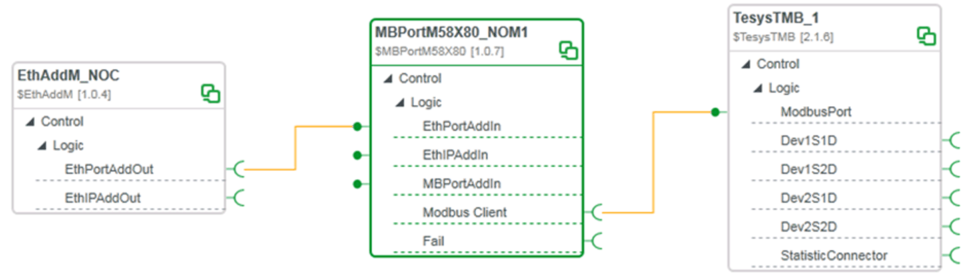 EthAddM_NOC
$EthAddM [1.0.4]
Control
Logic
EthPortAddOut
EthIPAddOut
MBPortM58X80_NOM1
$MBPortM58X80 [1.0.7]
Control
Logic
EthPortAddIn
EthIPAddIn
MBPortAddIn
Modbus Client
Fail
TesysTMB_1
$TesysTMB [2.1.6]
Control
Logic
ModbusPort
Dev1S1D
Dev1S2D
Dev2S1D
Dev2S2D
StatisticConnector